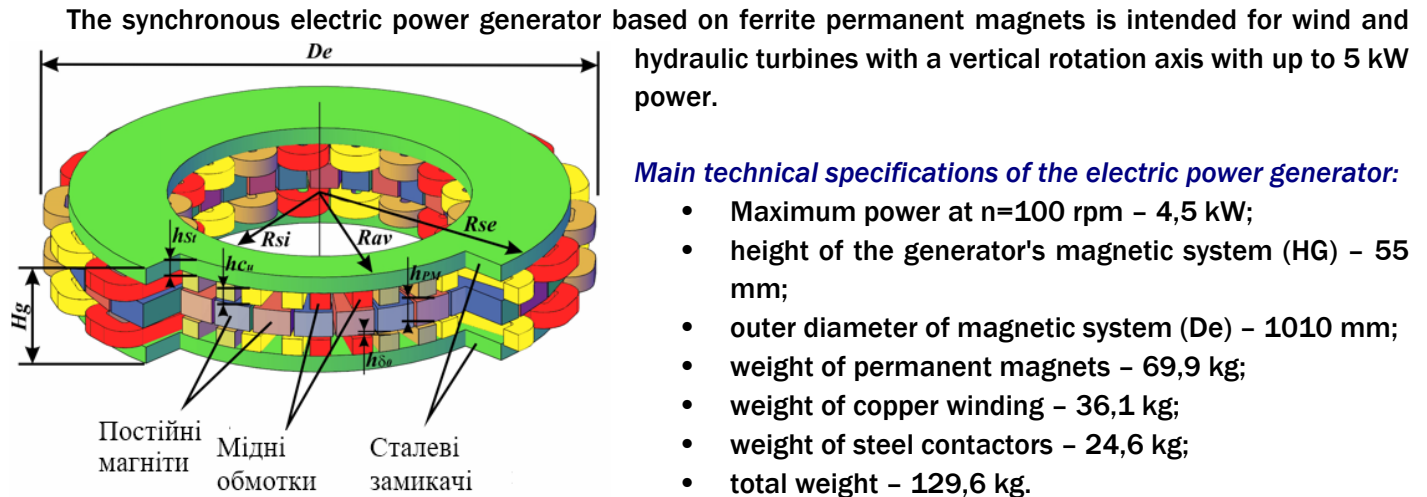 The synchronous electric power generator based on ferrite permanent magnets is intended for wind and
hydraulic turbines with a vertical rotation axis with up to 5 kW
power.
De
hSt
Rsi
Rav
Rse
hCu
hPM
Hg
hδ0
Постійні
магніти
Мідні
обмотки
Сталеві
замикачі
Main technical specifications of the electric power generator:
• Maximum power at n=100 rpm – 4,5 kW;
• height of the generator's magnetic system (HG) – 55
mm;
• outer diameter of magnetic system (De) – 1010 mm;
• weight of permanent magnets – 69,9 kg;
• weight of copper winding – 36,1 kg;
• weight of steel contactors – 24,6 kg;
• total weight – 129,6 kg.